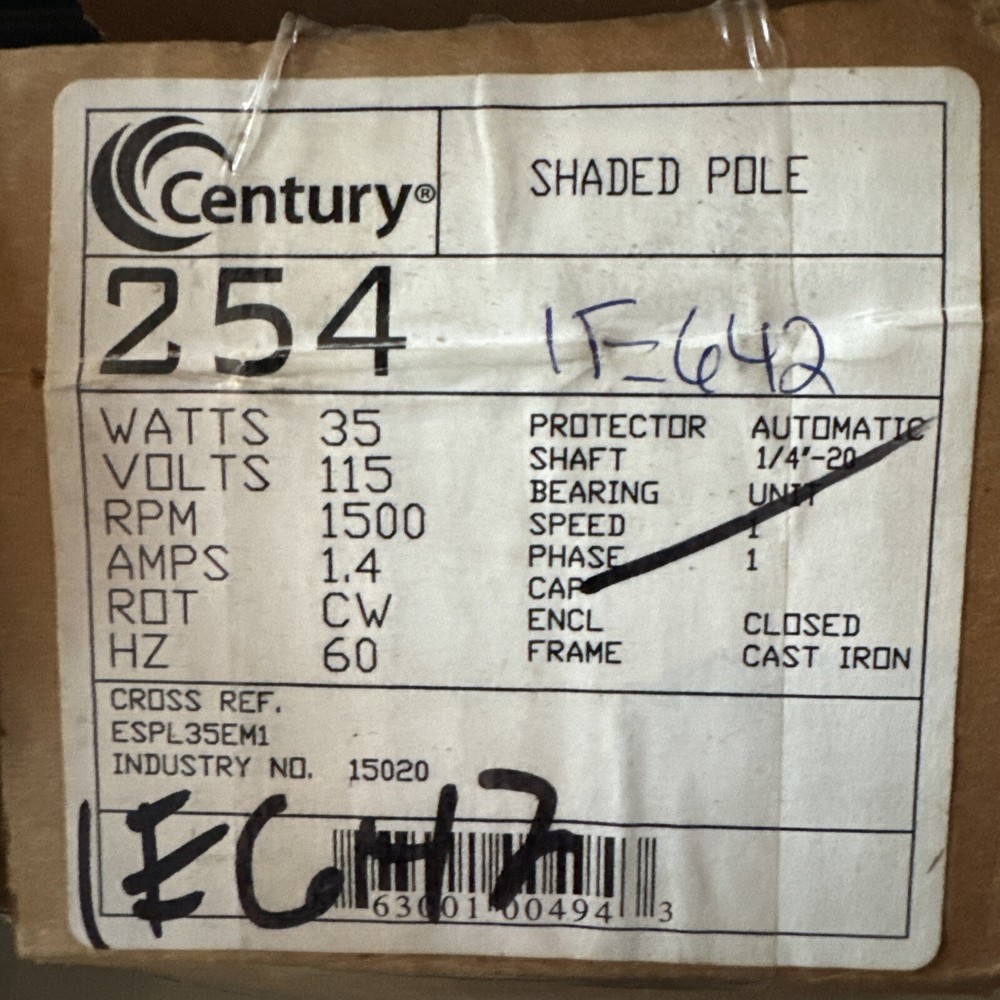 Century®
SHADED POLE
254
1E642
WATTS 35
VOLTS 115
RPM 1500
AMPS 1.4
ROT CW
HZ 60
PROTECTOR AUTOMATIC
SHAFT 1/4"-20
BEARING UNIT
SPEED 1
PHASE 1
CAP
ENCL CLOSED
FRAME CAST IRON
CROSS REF.
ESPL35EM1
INDUSTRY NO. 15020
1E642
63001 00494 3